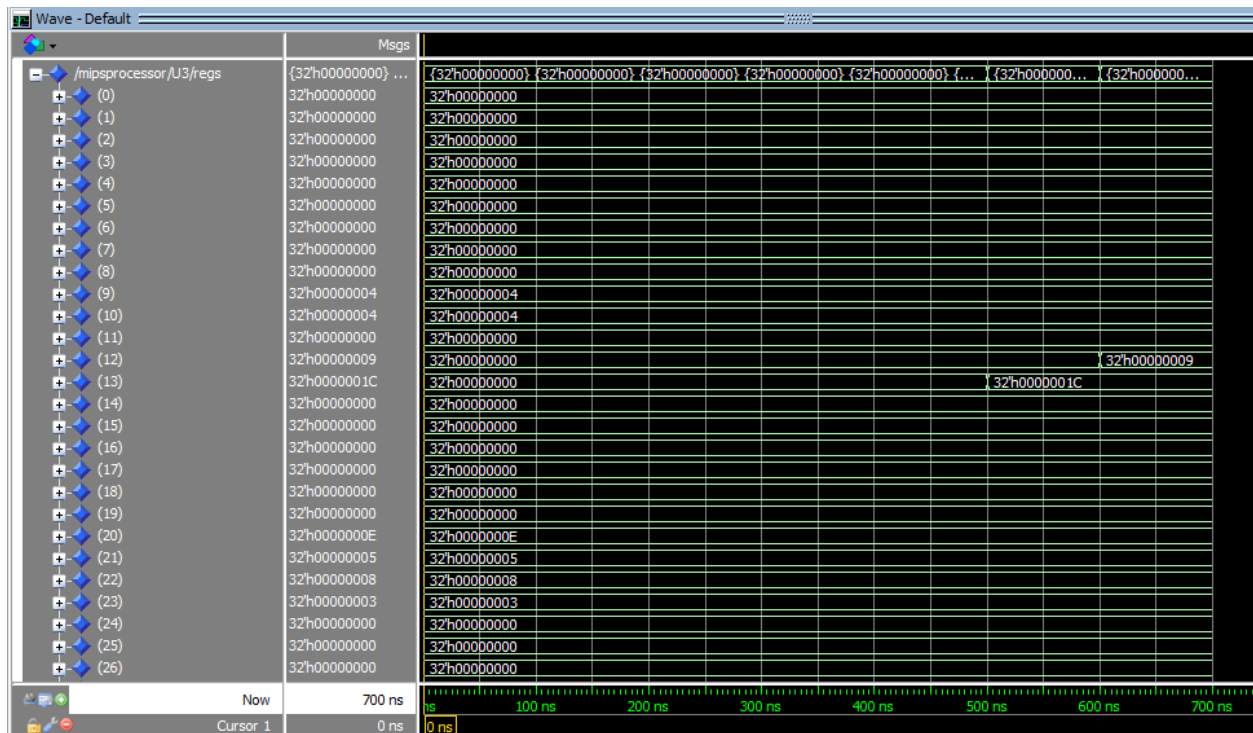 Wave - Default
Msgs
/mipsprocessor/U3/regs {32'h00000000} ... {32'h00000000} {32'h00000000} {32'h00000000} {32'h00000000} {32'h00000000} {... {32'h000000... {32'h000000...
(0) 32'h00000000 32'h00000000
(1) 32'h00000000 32'h00000000
(2) 32'h00000000 32'h00000000
(3) 32'h00000000 32'h00000000
(4) 32'h00000000 32'h00000000
(5) 32'h00000000 32'h00000000
(6) 32'h00000000 32'h00000000
(7) 32'h00000000 32'h00000000
(8) 32'h00000000 32'h00000000
(9) 32'h00000004 32'h00000004
(10) 32'h00000004 32'h00000004
(11) 32'h00000000 32'h00000000
(12) 32'h00000009 32'h00000000 32'h00000009
(13) 32'h0000001C 32'h00000000 32'h0000001C
(14) 32'h00000000 32'h00000000
(15) 32'h00000000 32'h00000000
(16) 32'h00000000 32'h00000000
(17) 32'h00000000 32'h00000000
(18) 32'h00000000 32'h00000000
(19) 32'h00000000 32'h00000000
(20) 32'h0000000E 32'h0000000E
(21) 32'h00000005 32'h00000005
(22) 32'h00000008 32'h00000008
(23) 32'h00000003 32'h00000003
(24) 32'h00000000 32'h00000000
(25) 32'h00000000 32'h00000000
(26) 32'h00000000 32'h00000000
Now 700 ns ns 100 ns 200 ns 300 ns 400 ns 500 ns 600 ns 700 ns
Cursor 1 0 ns 0 ns